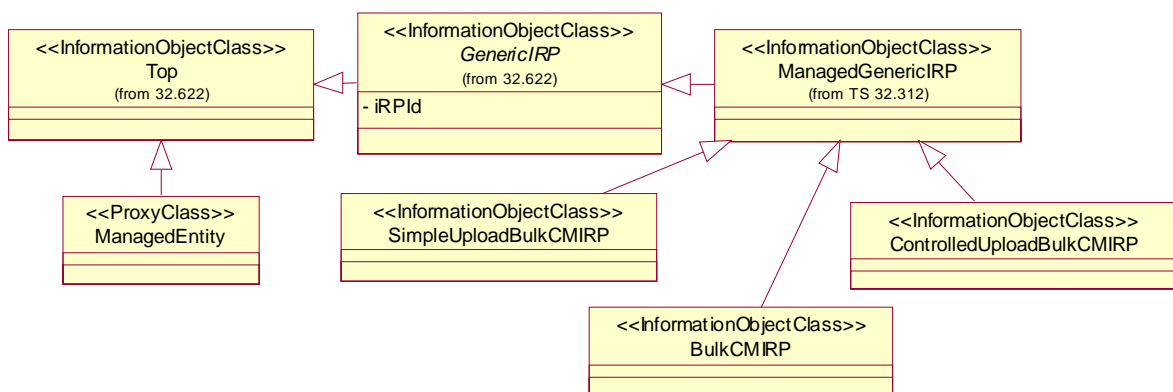 <<InformationObjectClass>>
Top
(from 32.622)
<<InformationObjectClass>>
GenericIRP
(from 32.622)
- iRPId
<<InformationObjectClass>>
ManagedGenericIRP
(from TS 32.312)
<<ProxyClass>>
ManagedEntity
<<InformationObjectClass>>
SimpleUploadBulkCMIRP
<<InformationObjectClass>>
ControlledUploadBulkCMIRP
<<InformationObjectClass>>
BulkCMIRP